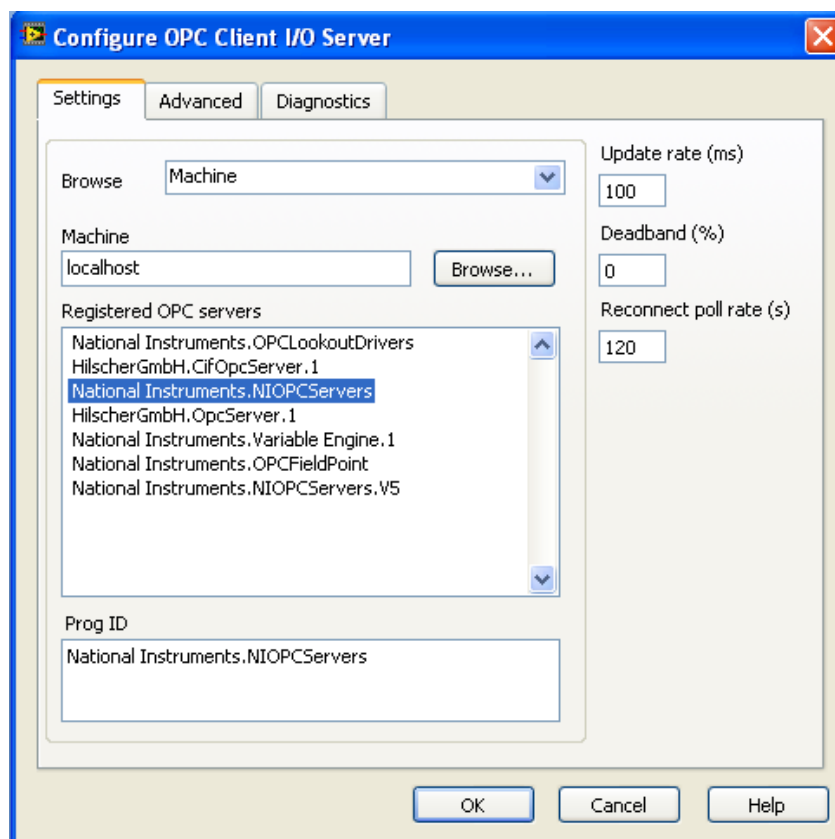 Configure OPC Client I/O Server
Settings
Advanced
Diagnostics
Browse
Machine
Update rate (ms)
100
Machine
localhost
Browse...
Deadband (%)
0
Registered OPC servers
Reconnect poll rate (s)
120
National Instruments.OPCLookoutDrivers
HilscherGmbH.CifOpcServer.1
National Instruments.NIOPCServers
HilscherGmbH.OpcServer.1
National Instruments.Variable Engine.1
National Instruments.OPCFieldPoint
National Instruments.NIOPCServers.V5
Prog ID
National Instruments.NIOPCServers
OK
Cancel
Help